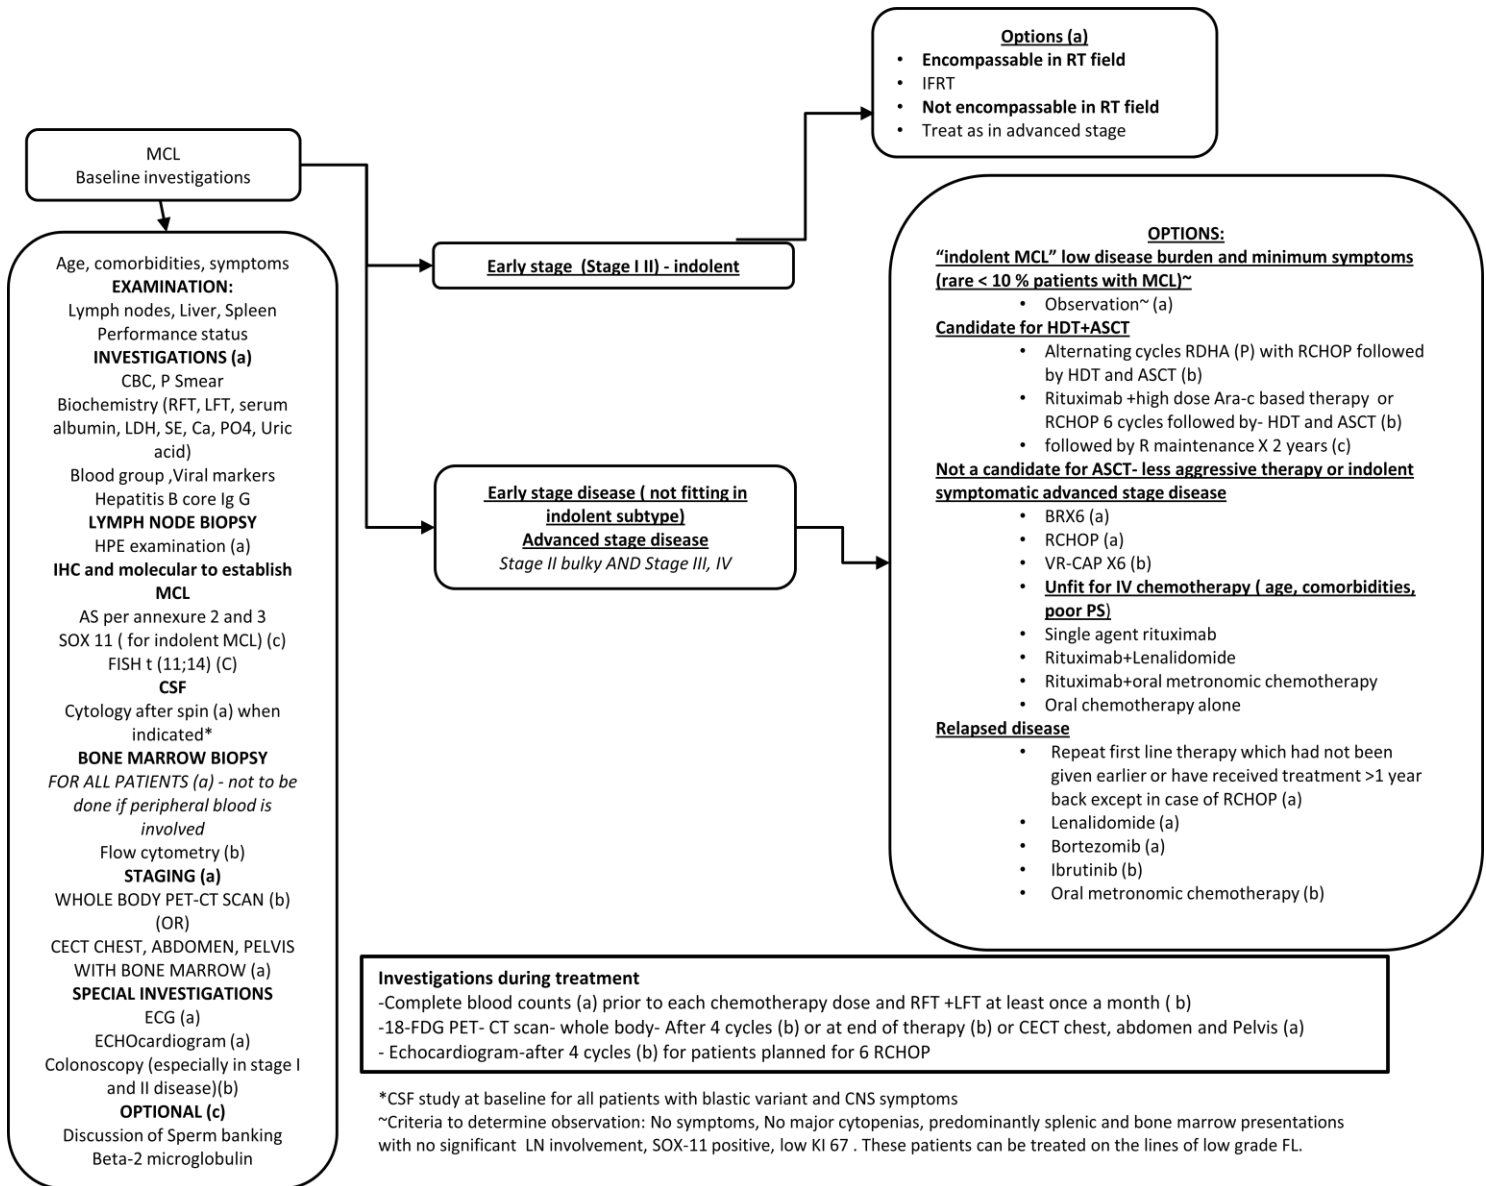 MCL
Baseline investigations
Age, comorbidities, symptoms
EXAMINATION:
Lymph nodes, Liver, Spleen
Performance status
INVESTIGATIONS (a)
CBC, P Smear
Biochemistry (RFT, LFT, serum
albumin, LDH, SE, Ca, PO4, Uric
acid)
Blood group ,Viral markers
Hepatitis B core Ig G
LYMPH NODE BIOPSY
HPE examination (a)
IHC and molecular to establish
MCL
AS per annexure 2 and 3
SOX 11 ( for indolent MCL) (c)
FISH t (11;14) (C)
CSF
Cytology after spin (a) when
indicated*
BONE MARROW BIOPSY
FOR ALL PATIENTS (a) - not to be
done if peripheral blood is
involved
Flow cytometry (b)
STAGING (a)
WHOLE BODY PET-CT SCAN (b)
(OR)
CECT CHEST, ABDOMEN, PELVIS
WITH BONE MARROW (a)
SPECIAL INVESTIGATIONS
ECG (a)
ECHOcardiogram (a)
Colonoscopy (especially in stage I
and II disease)(b)
OPTIONAL (c)
Discussion of Sperm banking
Beta-2 microglobulin
Early stage  (Stage I II) - indolent
Early stage disease ( not fitting in
indolent subtype)
Advanced stage disease
Stage II bulky AND Stage III, IV
Options (a)
• Encompassable in RT field
• IFRT
• Not encompassable in RT field
• Treat as in advanced stage
OPTIONS:
“indolent MCL” low disease burden and minimum symptoms
(rare < 10 % patients with MCL)~
• Observation~ (a)
Candidate for HDT+ASCT
• Alternating cycles RDHA (P) with RCHOP followed
by HDT and ASCT (b)
• Rituximab +high dose Ara-c based therapy  or
RCHOP 6 cycles followed by- HDT and ASCT (b)
• followed by R maintenance X 2 years (c)
Not a candidate for ASCT- less aggressive therapy or indolent
symptomatic advanced stage disease
• BRX6 (a)
• RCHOP (a)
• VR-CAP X6 (b)
• Unfit for IV chemotherapy ( age, comorbidities,
poor PS)
• Single agent rituximab
• Rituximab+Lenalidomide
• Rituximab+oral metronomic chemotherapy
• Oral chemotherapy alone
Relapsed disease
• Repeat first line therapy which had not been
given earlier or have received treatment >1 year
back except in case of RCHOP (a)
• Lenalidomide (a)
• Bortezomib (a)
• Ibrutinib (b)
• Oral metronomic chemotherapy (b)
Investigations during treatment
-Complete blood counts (a) prior to each chemotherapy dose and RFT +LFT at least once a month ( b)
-18-FDG PET- CT scan- whole body- After 4 cycles (b) or at end of therapy (b) or CECT chest, abdomen and Pelvis (a)
- Echocardiogram-after 4 cycles (b) for patients planned for 6 RCHOP
*CSF study at baseline for all patients with blastic variant and CNS symptoms
~Criteria to determine observation: No symptoms, No major cytopenias, predominantly splenic and bone marrow presentations
with no significant  LN involvement, SOX-11 positive, low KI 67 . These patients can be treated on the lines of low grade FL.